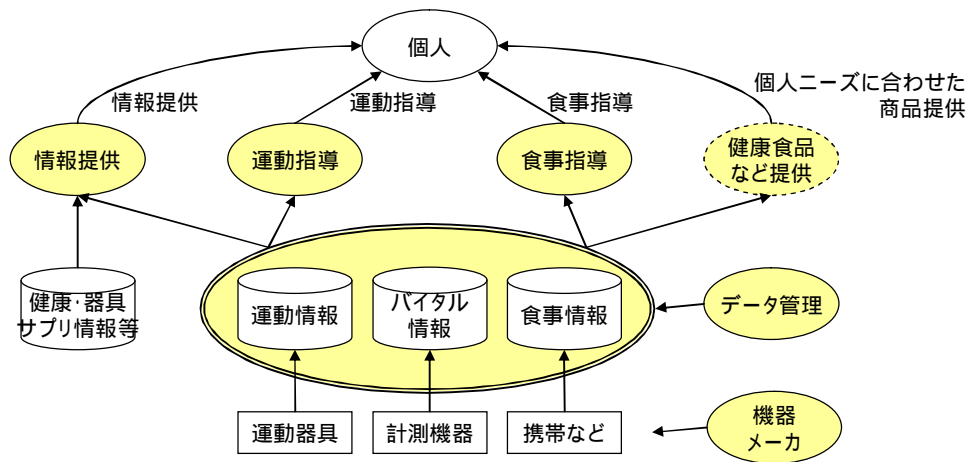 個人
情報提供
運動指導
食事指導
個人ニーズに合わせた
商品提供
情報提供
運動指導
食事指導
健康食品
など提供
健康・器具
サプリ情報等
運動情報
バイタル
情報
食事情報
データ管理
運動器具
計測機器
携帯など
機器
メーカ